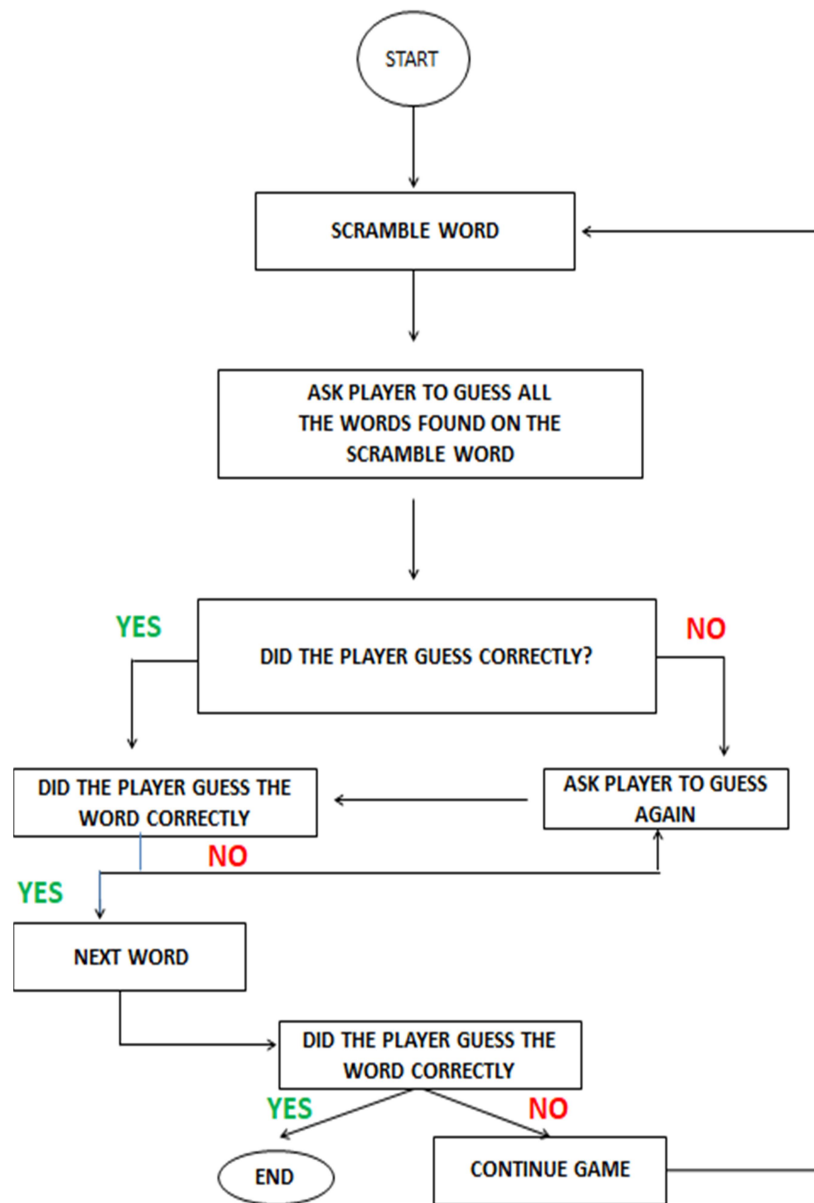 START
SCRAMBLE WORD
ASK PLAYER TO GUESS ALL
THE WORDS FOUND ON THE
SCRAMBLE WORD
YES
NO
DID THE PLAYER GUESS CORRECTLY?
DID THE PLAYER GUESS THE
WORD CORRECTLY
ASK PLAYER TO GUESS
AGAIN
NO
YES
NEXT WORD
DID THE PLAYER GUESS THE
WORD CORRECTLY
YES
NO
END
CONTINUE GAME